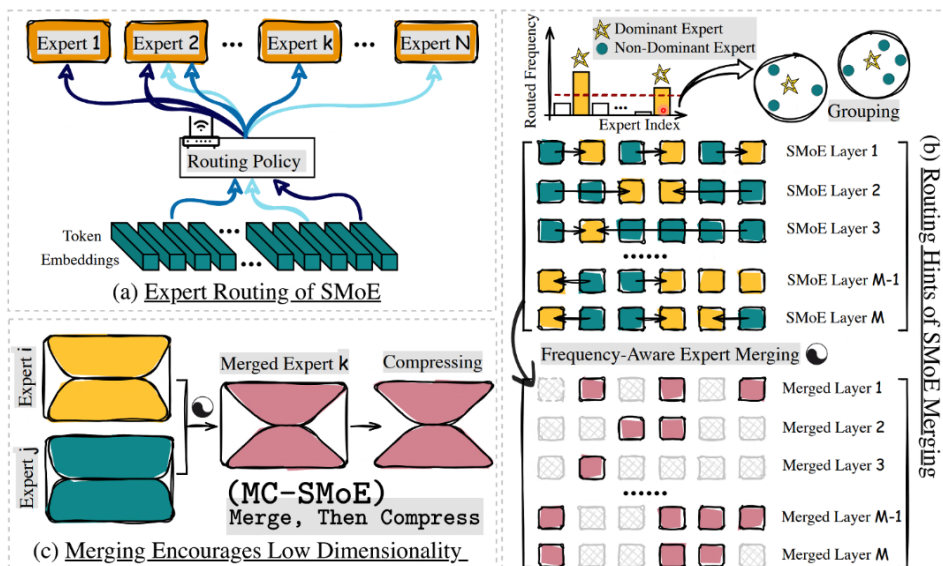 Expert 1
Expert 2
...
Expert k
...
Expert N
Routing Policy
Token
Embeddings
...
...
(a) Expert Routing of SMoE
Routed Frequency
Dominant Expert
Non-Dominant Expert
...
Expert Index
Grouping
SMoE Layer 1
SMoE Layer 2
SMoE Layer 3
.......
SMoE Layer M-1
SMoE Layer M
Frequency-Aware Expert Merging
Merged Layer 1
Merged Layer 2
Merged Layer 3
.......
Merged Layer M-1
Merged Layer M
(b) Routing Hints of SMoE Merging
Expert i
Expert j
Merged Expert k
Compressing
(MC-SMoE)
Merge, Then Compress
(c) Merging Encourages Low Dimensionality